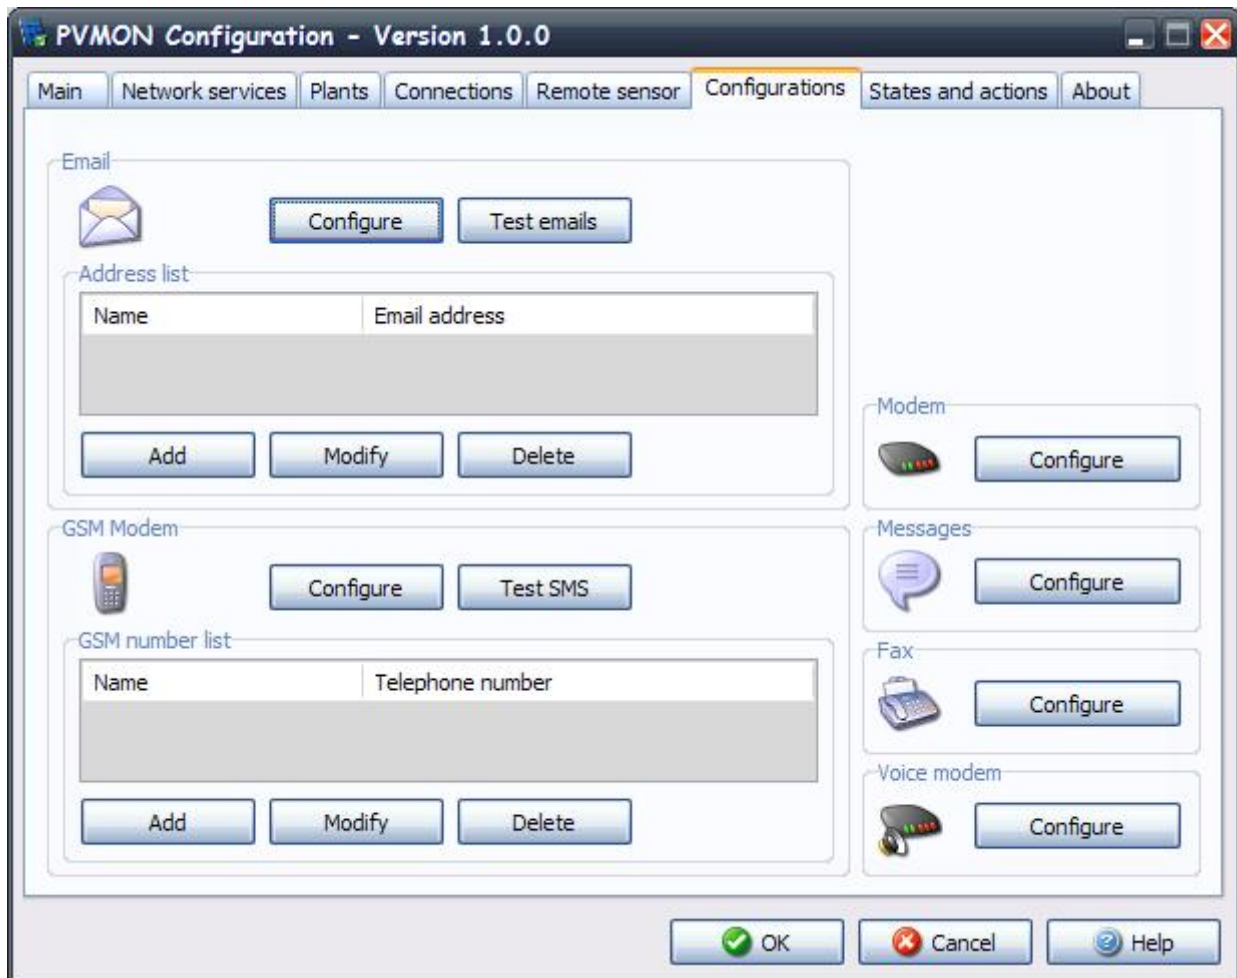 PVMON Configuration - Version 1.0.0
Main Network services Plants Connections Remote sensor Configurations States and actions About
Email
Configure Test emails
Address list
Name Email address
Add Modify Delete
GSM Modem
Configure Test SMS
GSM number list
Name Telephone number
Add Modify Delete
Modem
Configure
Messages
Configure
Fax
Configure
Voice modem
Configure
OK Cancel Help